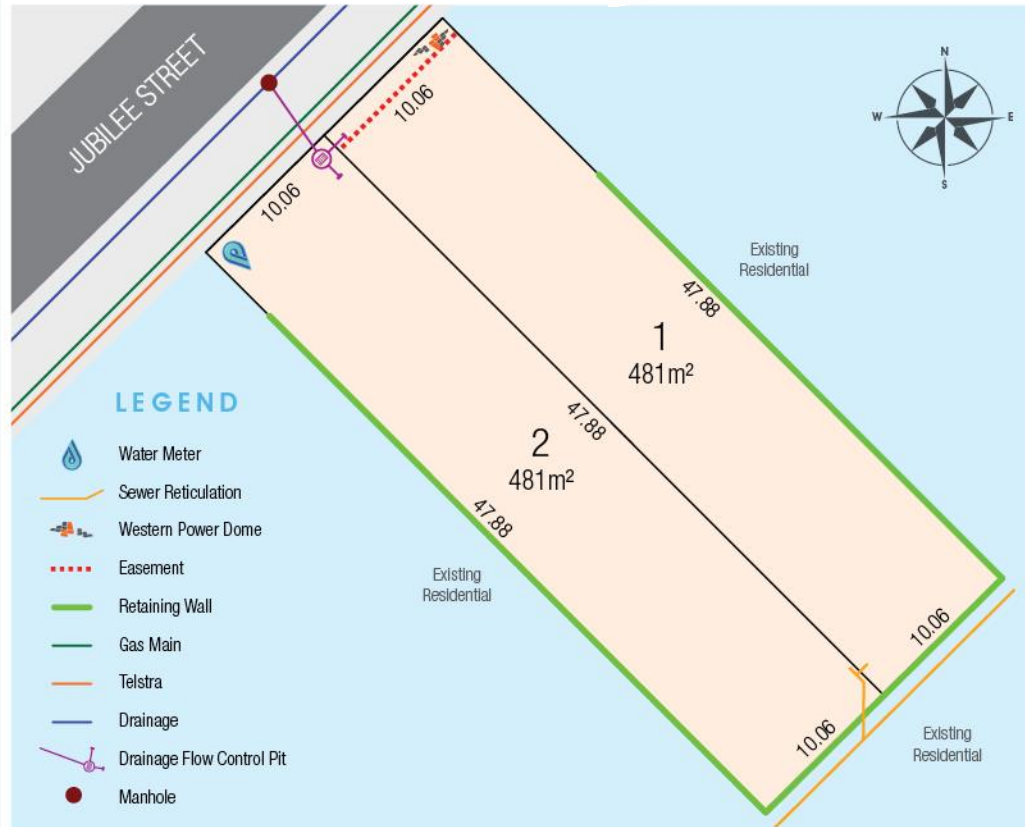 JUBILEE STREET
10.06
10.06
N
W
E
S
Existing
Residential
47.88
1
481m²
47.88
2
481m²
47.88
Existing
Residential
10.06
10.06
Existing
Residential
LEGEND
Water Meter
Sewer Reticulation
Western Power Dome
Easement
Retaining Wall
Gas Main
Telstra
Drainage
Drainage Flow Control Pit
Manhole